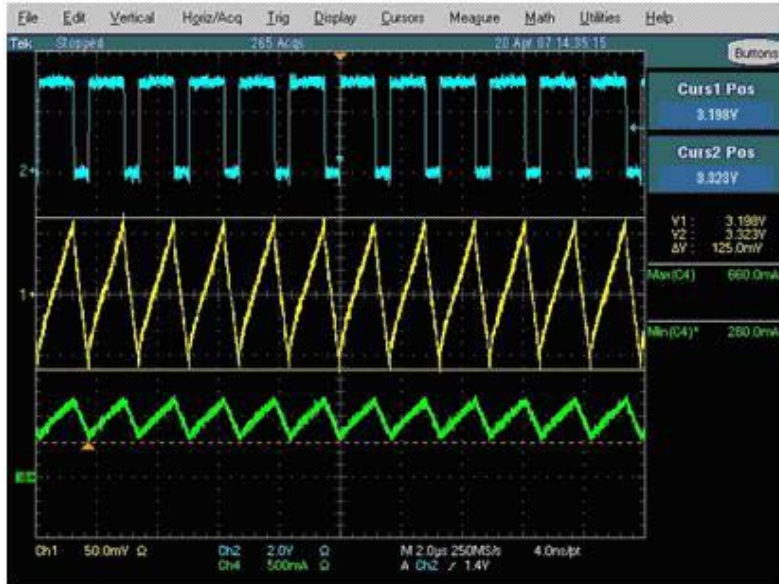 File Edit Vertical Horiz/Acq Trig Display Cursors Measure Math Utilities Help
Tek Stopped 265 Acqs 20 Apr 07 14:35:15
Buttons
Curs1 Pos
3.198V
Curs2 Pos
3.323V
V1: 3.198V
V2: 3.323V
ΔV: 125.0mV
Max(C4) 660.0mA
Min(C4)* 280.0mA
2
1
Ch1 50.0mV Ω Ch2 2.0V Ω M 2.0µs 250MS/s 4.0ns/pt
Ch4 500mA Ω A Ch2 ∕ 1.4V